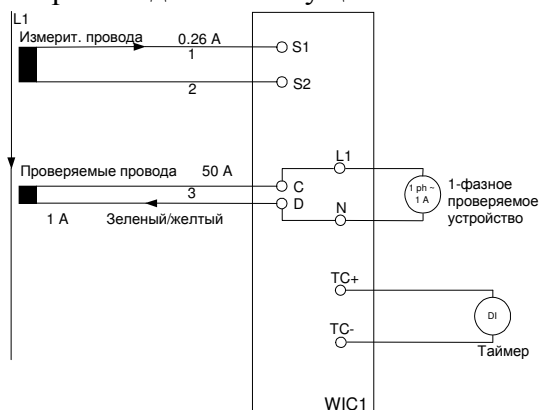 L1
Измерит. провода 0.26 A
1
S1
2
S2
L1
Проверяемые провода 50 A
C
3
D
1 A Зеленый/желтый
N
1 ph ~
1 A
1-фазное
проверяемое
устройство
TC+
DI
TC-
Таймер
WIC1